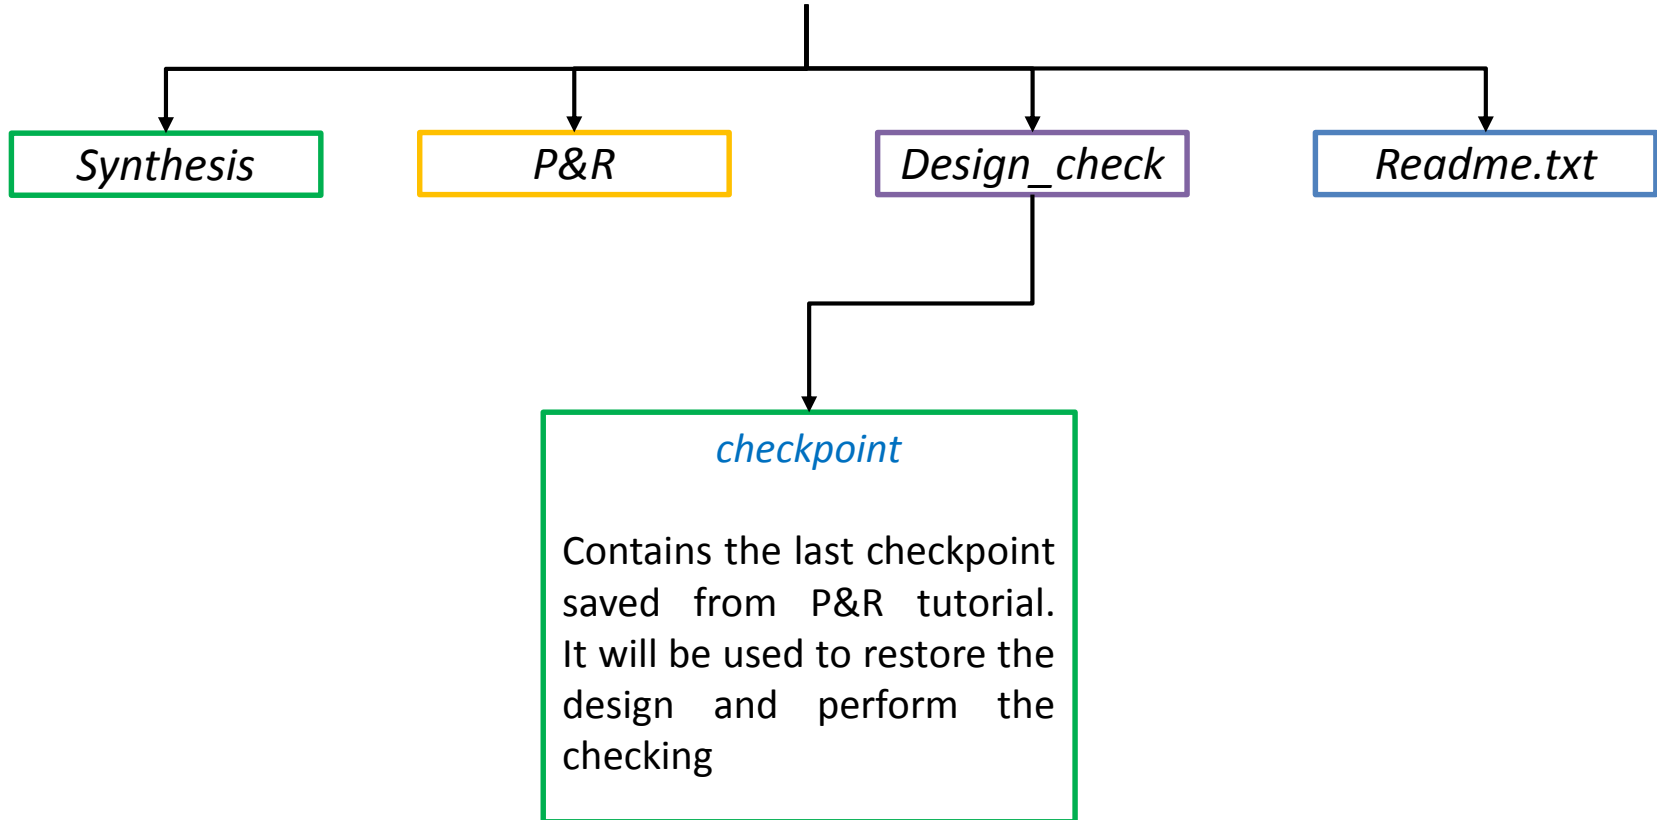 Synthesis
P&R
Design_check
Readme.txt
checkpoint
Contains the last checkpoint
saved from P&R tutorial.
It will be used to restore the
design and perform the
checking